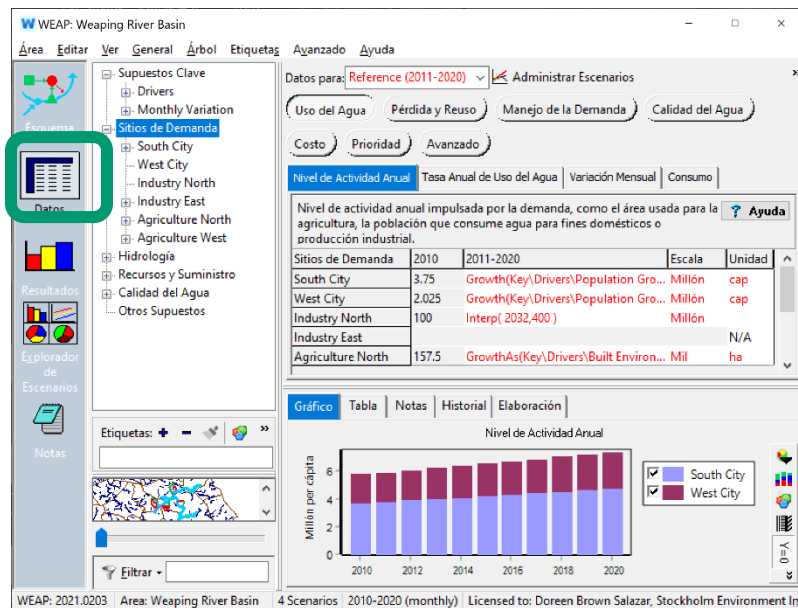 WEAP: Weaping River Basin
Área Editar Ver General Árbol Etiquetas Avanzado Ayuda
Esquema
Datos
Resultados
Explorador
de
Escenarios
Notas
Supuestos Clave
Drivers
Monthly Variation
Sitios de Demanda
South City
West City
Industry North
Industry East
Agriculture North
Agriculture West
Hidrología
Recursos y Suministro
Calidad del Agua
Otros Supuestos
Etiquetas:
Filtrar
Datos para: Reference (2011-2020) Administrar Escenarios
Uso del Agua Pérdida y Reuso Manejo de la Demanda Calidad del Agua
Costo Prioridad Avanzado
Nivel de Actividad Anual Tasa Anual de Uso del Agua Variación Mensual Consumo
Nivel de actividad anual impulsada por la demanda, como el área usada para la
agricultura, la población que consume agua para fines domésticos o
producción industrial.
? Ayuda
Sitios de Demanda 2010 2011-2020 Escala Unidad
South City 3.75 Growth(Key\Drivers\Population Gro... Millón cap
West City 2.025 Growth(Key\Drivers\Population Gro... Millón cap
Industry North 100 Interp( 2032,400 ) Millón
Industry East N/A
Agriculture North 157.5 GrowthAs(Key\Drivers\Built Environ... Mil ha
Gráfico Tabla Notas Historial Elaboración
Nivel de Actividad Anual
Millón per cápita
6
4
2
0
2010 2012 2014 2016 2018 2020
South City
West City
Y=0
WEAP: 2021.0203 Area: Weaping River Basin 4 Scenarios 2010-2020 (monthly) Licensed to: Doreen Brown Salazar, Stockholm Environment In